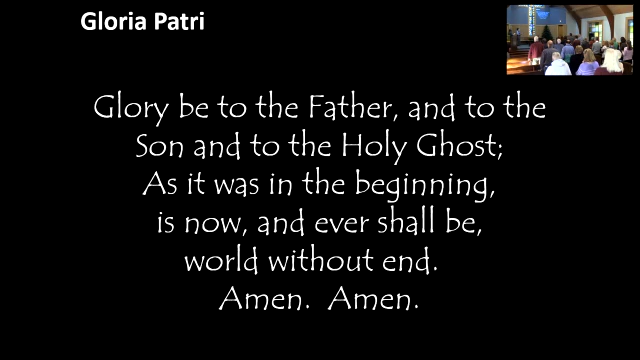 Gloria Patri
Glory be to the Father, and to the
Son and to the Holy Ghost;
As it was in the beginning,
is now, and ever shall be,
world without end.
Amen.  Amen.